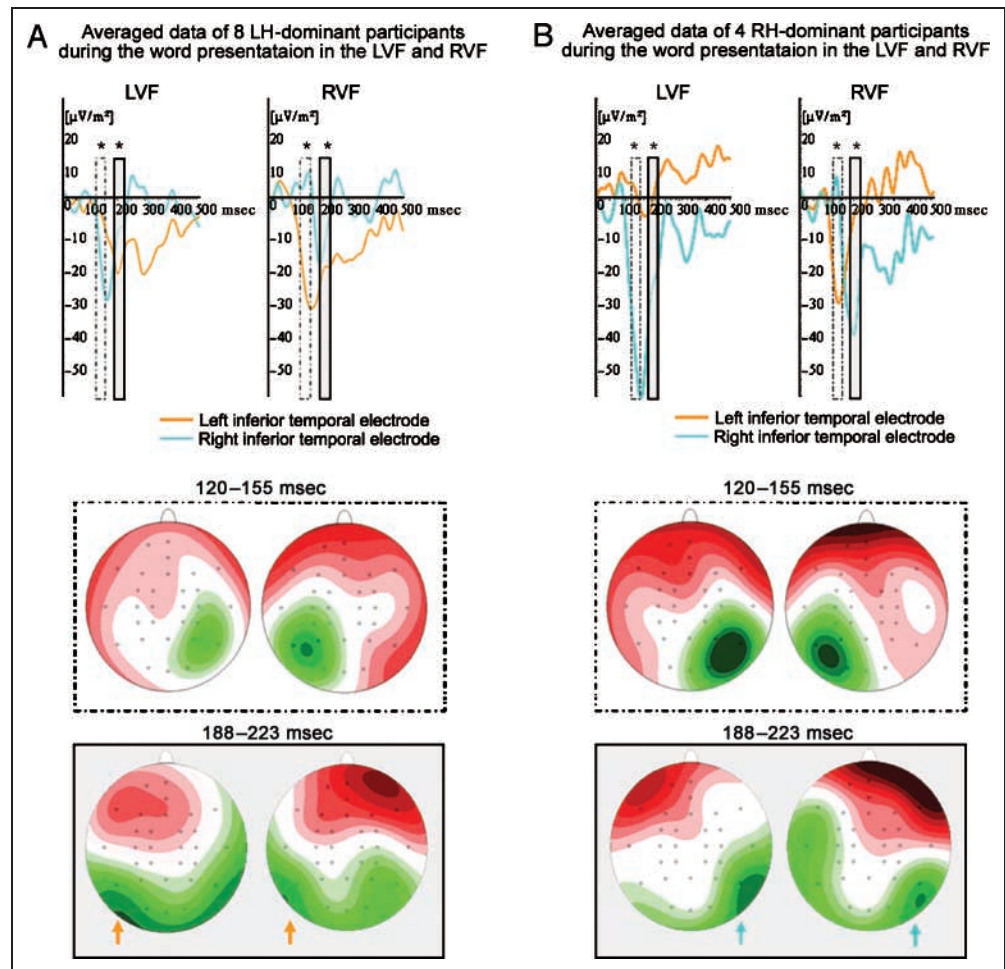 A Averaged data of 8 LH-dominant participants
during the word presentataion in the LVF and RVF
LVF RVF
[µV/m²] [µV/m²]
* * * *
20 20
10 10
0 100 200 300 400 500 msec 0 100 200 300 400 500 msec
-10 -10
-20 -20
-30 -30
-40 -40
-50 -50
Left inferior temporal electrode
Right inferior temporal electrode
120–155 msec
188–223 msec
B Averaged data of 4 RH-dominant participants
during the word presentataion in the LVF and RVF
LVF RVF
[µV/m²] [µV/m²]
* * * *
20 20
10 10
0 100 200 300 400 500 msec 0 100 200 300 400 500 msec
-10 -10
-20 -20
-30 -30
-40 -40
-50 -50
Left inferior temporal electrode
Right inferior temporal electrode
120–155 msec
188–223 msec